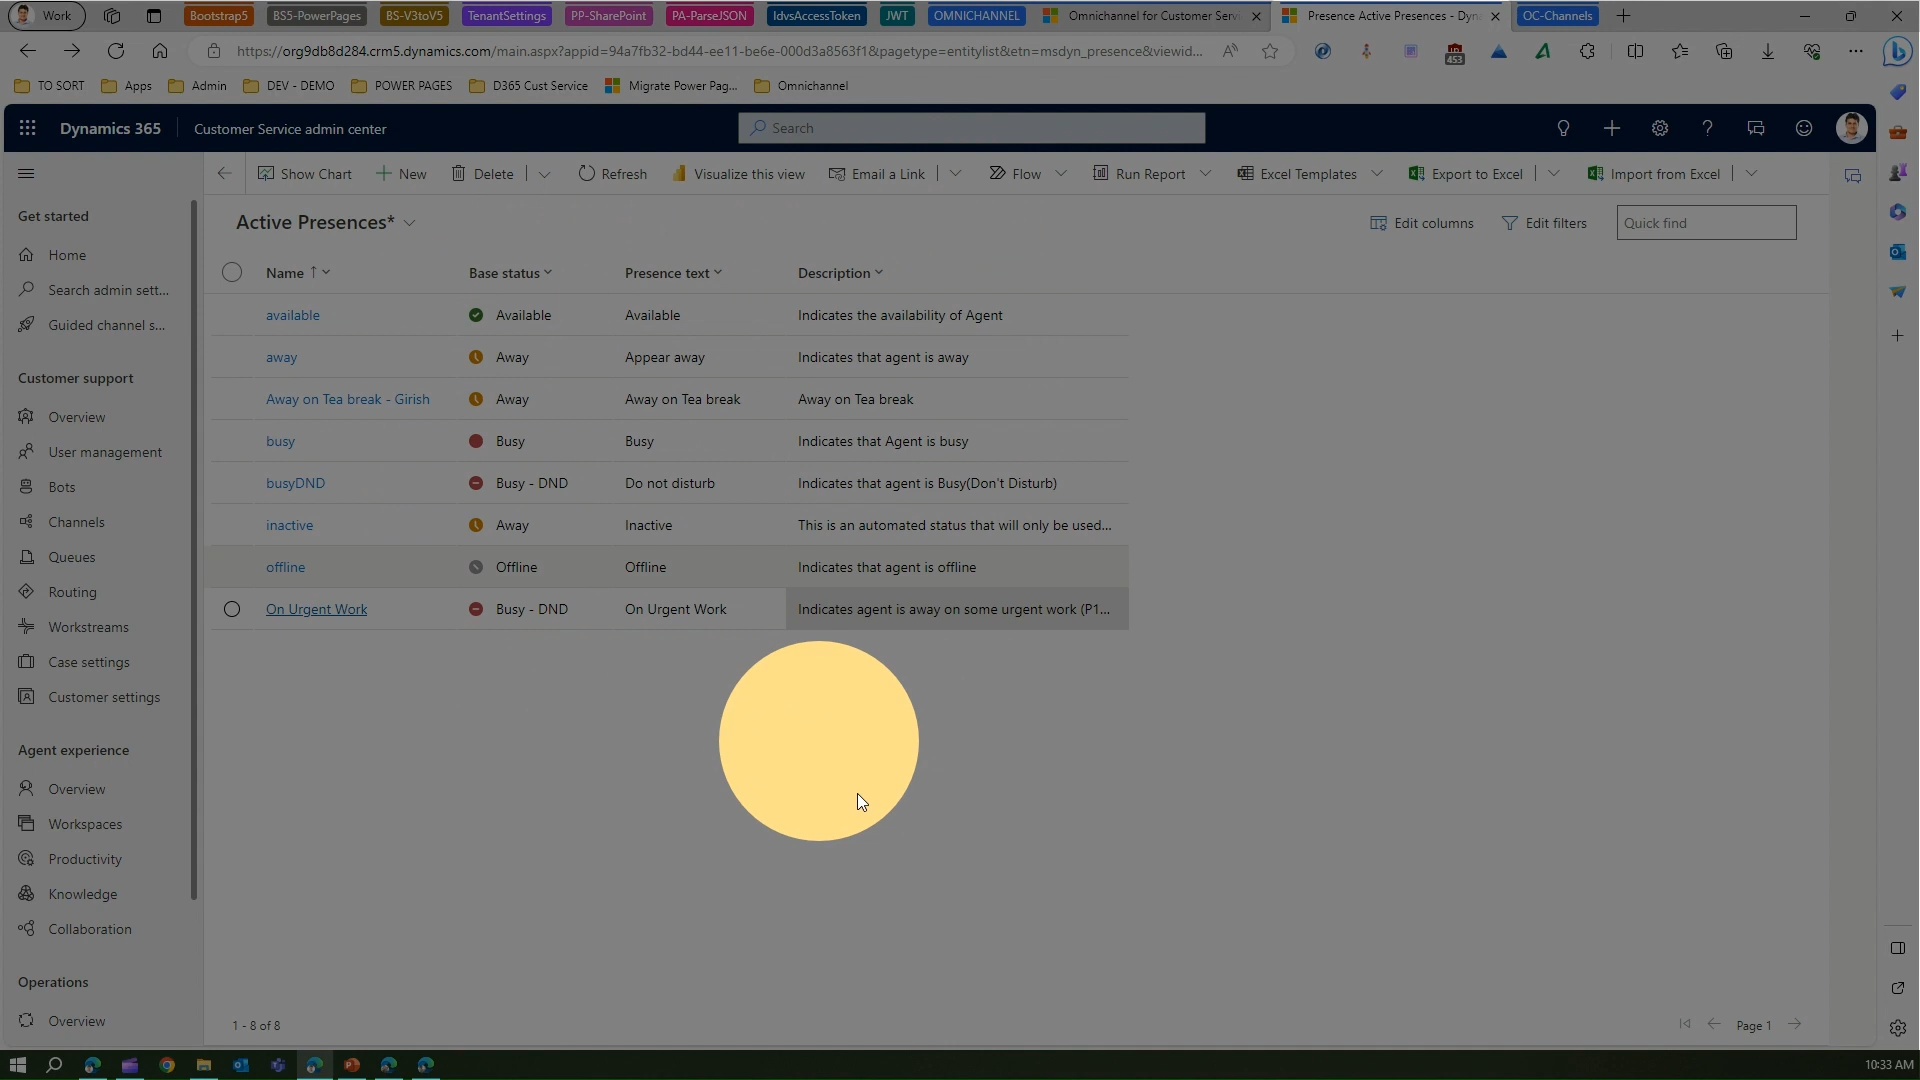 Work
Bootstrap5
BS5-PowerPages
BS-V3toV5
TenantSettings
PP-SharePoint
PA-ParseJSON
IdvsAccessToken
JWT
OMNICHANNEL
Omnichannel for Customer Servi
Presence Active Presences - Dyna
OC-Channels
https://org9db8d284.crm5.dynamics.com/main.aspx?appid=94a7fb32-bd44-ee11-be6e-000d3a8563f1&pagetype=entitylist&etn=msdyn_presence&viewid...
453
TO SORT
Apps
Admin
DEV - DEMO
POWER PAGES
D365 Cust Service
Migrate Power Pag...
Omnichannel
Dynamics 365
Customer Service admin center
Search
Show Chart
New
Delete
Refresh
Visualize this view
Email a Link
Flow
Run Report
Excel Templates
Export to Excel
Import from Excel
Get started
Home
Search admin sett...
Guided channel s...
Customer support
Overview
User management
Bots
Channels
Queues
Routing
Workstreams
Case settings
Customer settings
Agent experience
Overview
Workspaces
Productivity
Knowledge
Collaboration
Operations
Overview
Active Presences*
Edit columns
Edit filters
Quick find
Name ↑ Base status Presence text Description
available Available Available Indicates the availability of Agent
away Away Appear away Indicates that agent is away
Away on Tea break - Girish Away Away on Tea break Away on Tea break
busy Busy Busy Indicates that Agent is busy
busyDND Busy - DND Do not disturb Indicates that agent is Busy(Don't Disturb)
inactive Away Inactive This is an automated status that will only be used...
offline Offline Offline Indicates that agent is offline
On Urgent Work Busy - DND On Urgent Work Indicates agent is away on some urgent work (P1...
1 - 8 of 8
Page 1
10:33 AM